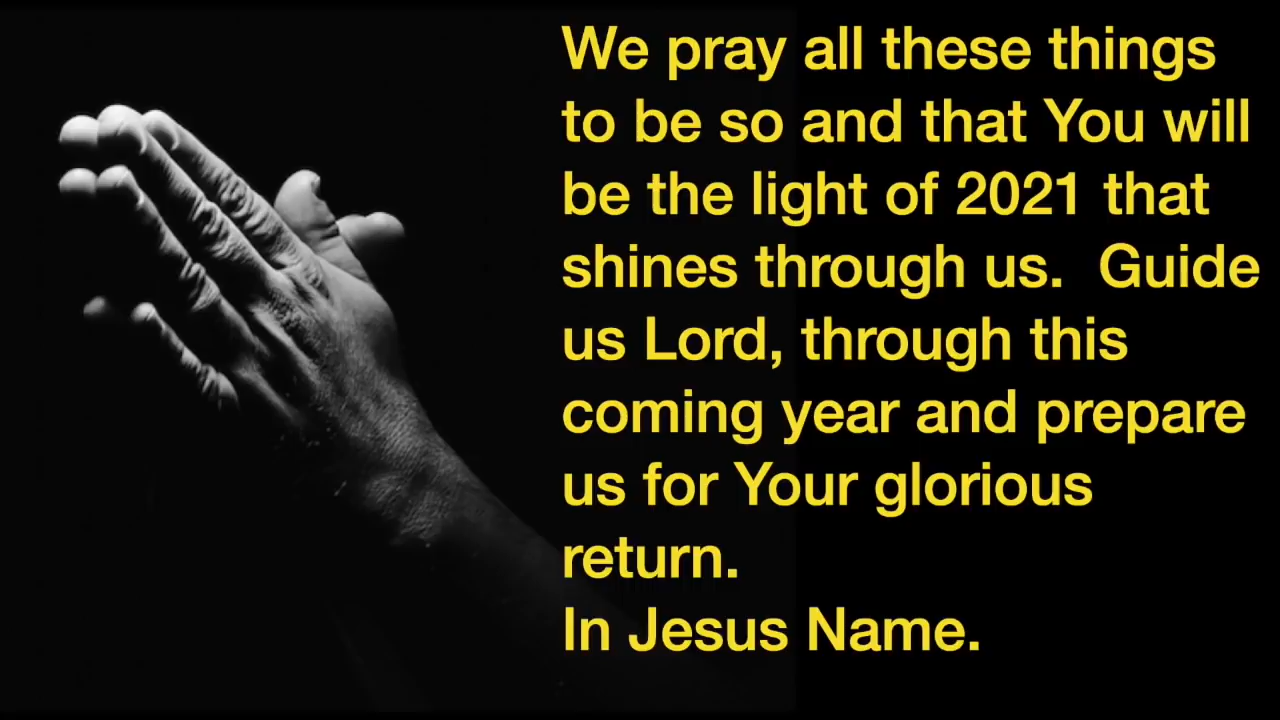 We pray all these things
to be so and that You will
be the light of 2021 that
shines through us.  Guide
us Lord, through this
coming year and prepare
us for Your glorious
return.
In Jesus Name.